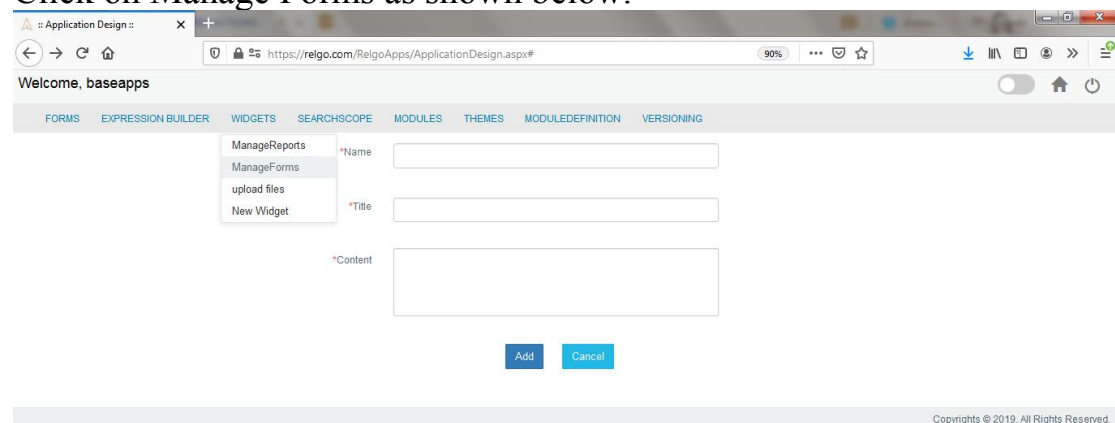 Click on Manage Forms as shown below.
:: Application Design ::
https://relgo.com/RelgoApps/ApplicationDesign.aspx#
90%
Welcome, baseapps
FORMS EXPRESSION BUILDER WIDGETS SEARCHSCOPE MODULES THEMES MODULEDEFINITION VERSIONING
ManageReports
*Name
ManageForms
upload files
*Title
New Widget
*Content
Add Cancel
Copyrights © 2019. All Rights Reserved.